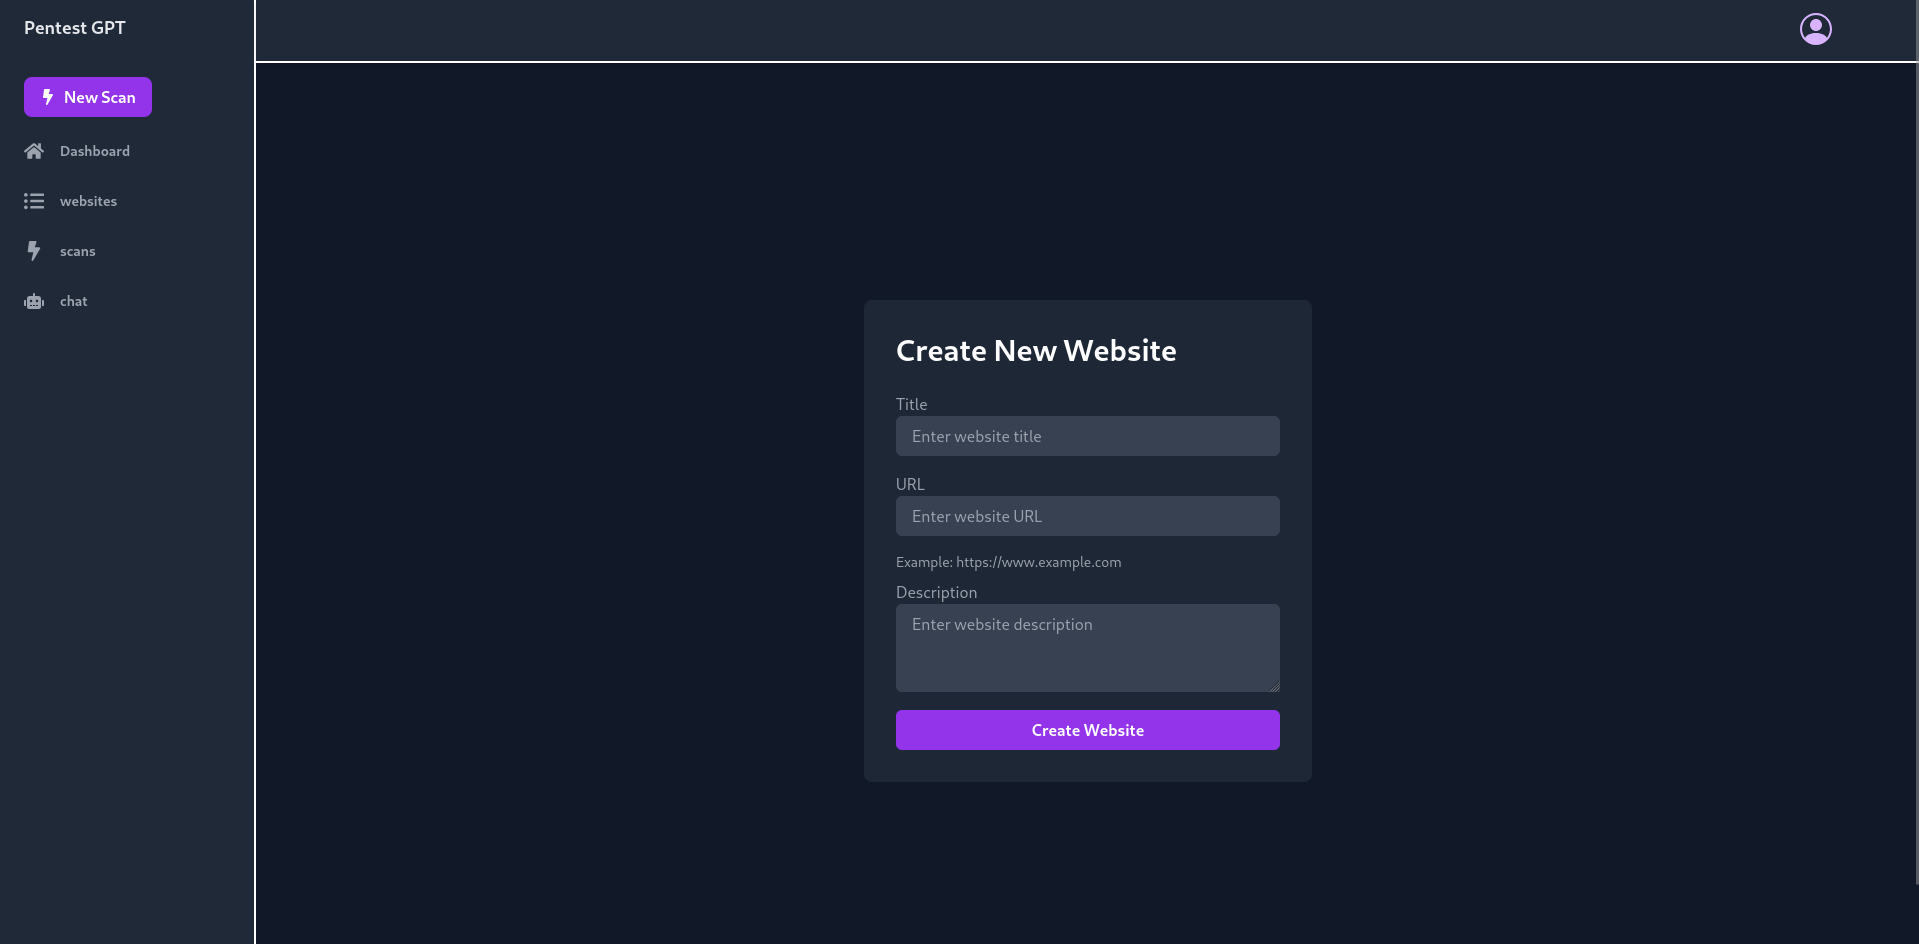 Pentest GPT
New Scan
Dashboard
websites
scans
chat
Create New Website
Title
Enter website title
URL
Enter website URL
Example: https://www.example.com
Description
Enter website description
Create Website